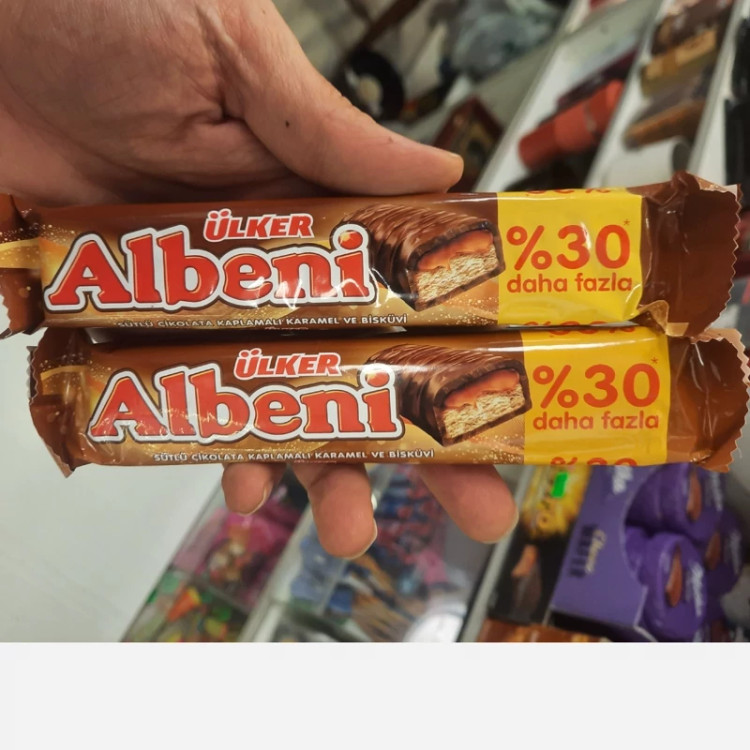 ÜLKER
Albeni
SÜTLÜ ÇİKOLATA KAPLAMALI KARAMEL VE BİSKÜVİ
%30*
daha fazla
ÜLKER
Albeni
SÜTLÜ ÇİKOLATA KAPLAMALI KARAMEL VE BİSKÜVİ
%30*
daha fazla